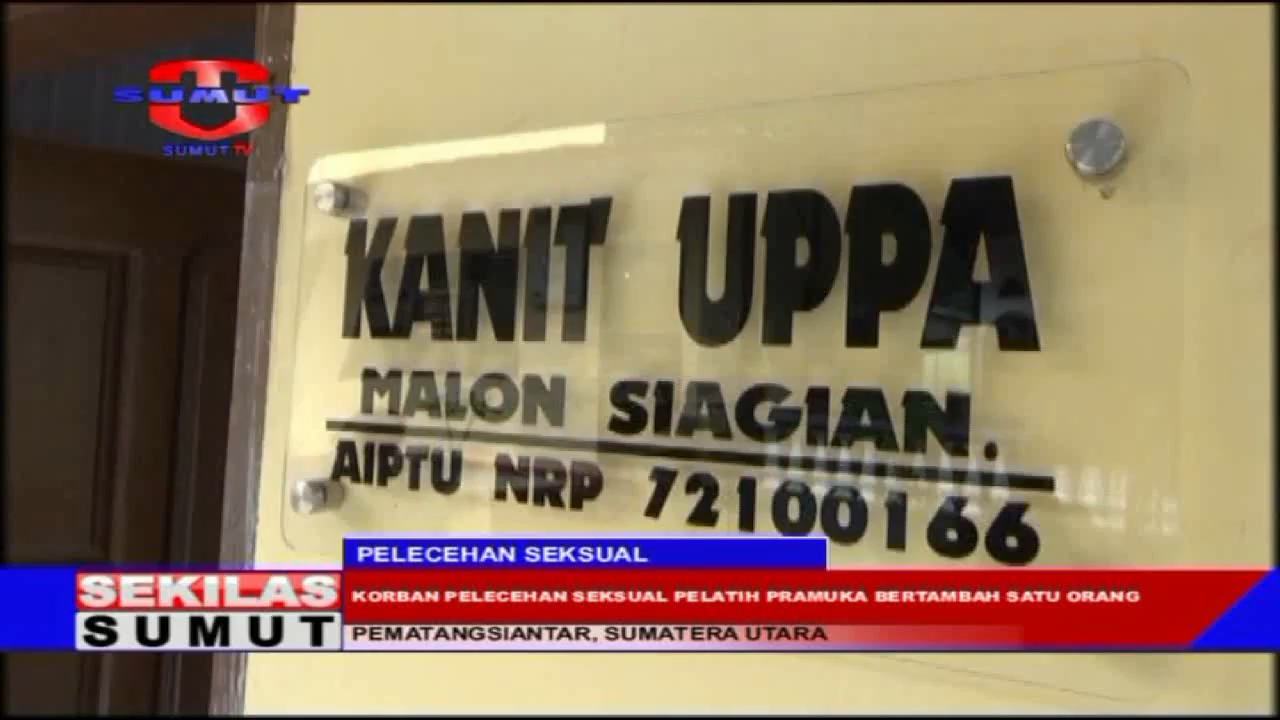 SUMUT
SUMUT TV
KANIT UPPA
MALON SIAGIAN.
AIPTU NRP 72100166
PELECEHAN SEKSUAL
SEKILAS SUMUT
KORBAN PELECEHAN SEKSUAL PELATIH PRAMUKA BERTAMBAH SATU ORANG
PEMATANGSIANTAR, SUMATERA UTARA